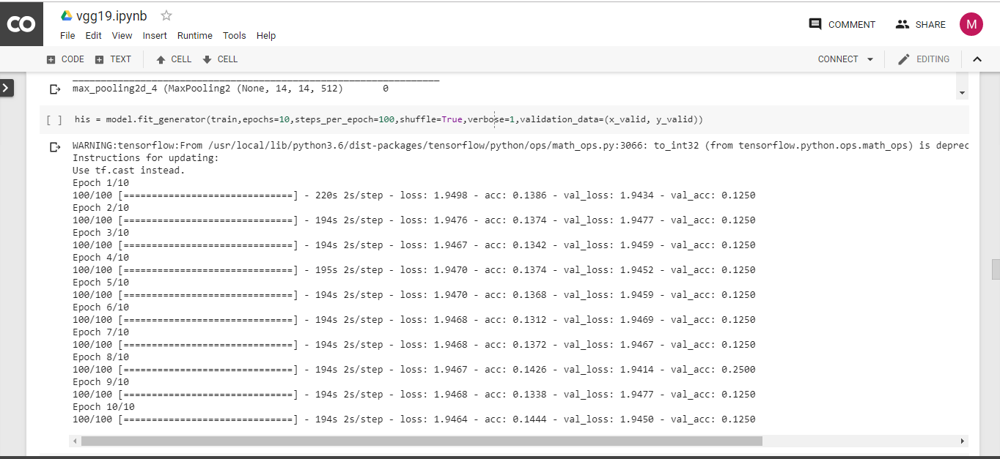 CO
vgg19.ipynb
File Edit View Insert Runtime Tools Help
COMMENT SHARE M
CODE TEXT CELL CELL CONNECT EDITING
max_pooling2d_4 (MaxPooling2 (None, 14, 14, 512) 0
[ ] his = model.fit_generator(train,epochs=10,steps_per_epoch=100,shuffle=True,verbose=1,validation_data=(x_valid, y_valid))
WARNING:tensorflow:From /usr/local/lib/python3.6/dist-packages/tensorflow/python/ops/math_ops.py:3066: to_int32 (from tensorflow.python.ops.math_ops) is deprec
Instructions for updating:
Use tf.cast instead.
Epoch 1/10
100/100 [==============================] - 220s 2s/step - loss: 1.9498 - acc: 0.1386 - val_loss: 1.9434 - val_acc: 0.1250
Epoch 2/10
100/100 [==============================] - 194s 2s/step - loss: 1.9476 - acc: 0.1374 - val_loss: 1.9477 - val_acc: 0.1250
Epoch 3/10
100/100 [==============================] - 194s 2s/step - loss: 1.9467 - acc: 0.1342 - val_loss: 1.9459 - val_acc: 0.1250
Epoch 4/10
100/100 [==============================] - 195s 2s/step - loss: 1.9470 - acc: 0.1374 - val_loss: 1.9452 - val_acc: 0.1250
Epoch 5/10
100/100 [==============================] - 194s 2s/step - loss: 1.9470 - acc: 0.1368 - val_loss: 1.9459 - val_acc: 0.1250
Epoch 6/10
100/100 [==============================] - 194s 2s/step - loss: 1.9468 - acc: 0.1312 - val_loss: 1.9469 - val_acc: 0.1250
Epoch 7/10
100/100 [==============================] - 194s 2s/step - loss: 1.9468 - acc: 0.1372 - val_loss: 1.9467 - val_acc: 0.1250
Epoch 8/10
100/100 [==============================] - 194s 2s/step - loss: 1.9467 - acc: 0.1426 - val_loss: 1.9414 - val_acc: 0.2500
Epoch 9/10
100/100 [==============================] - 194s 2s/step - loss: 1.9468 - acc: 0.1338 - val_loss: 1.9477 - val_acc: 0.1250
Epoch 10/10
100/100 [==============================] - 194s 2s/step - loss: 1.9464 - acc: 0.1444 - val_loss: 1.9450 - val_acc: 0.1250